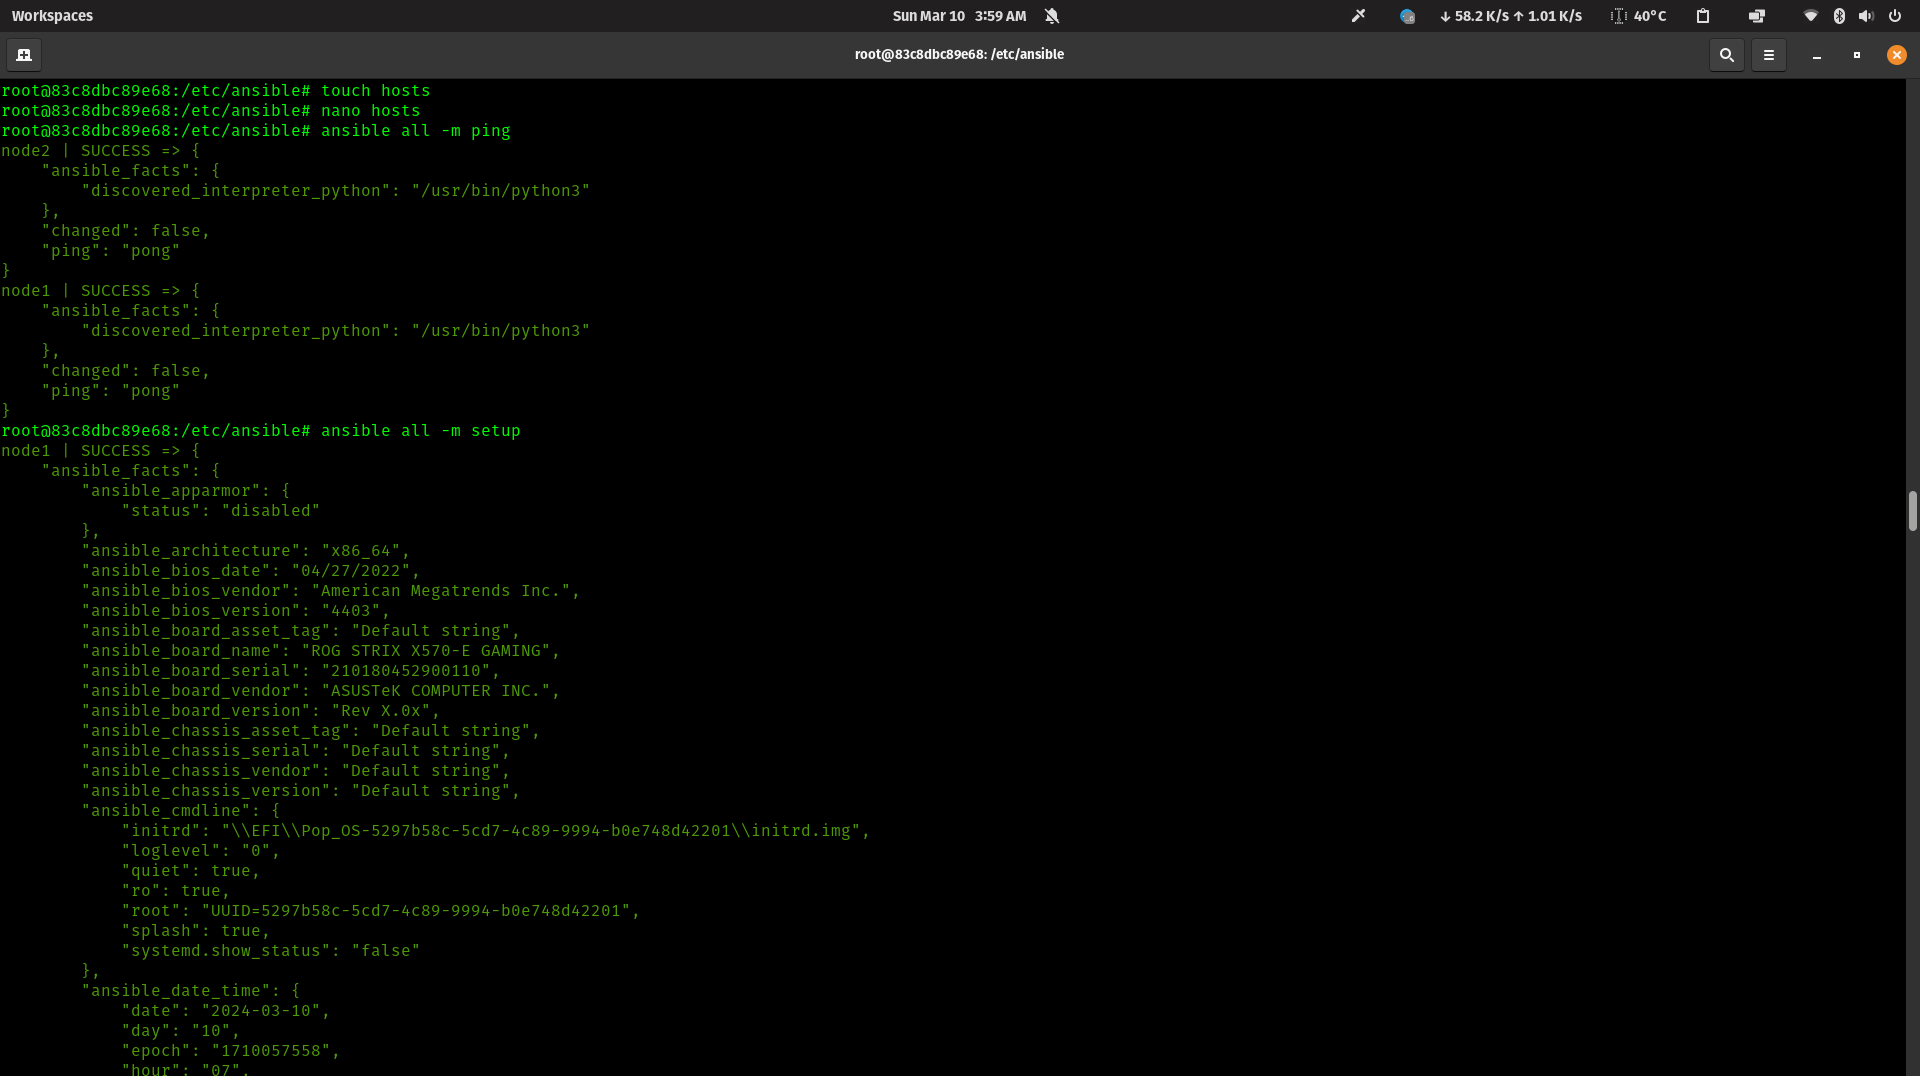 Workspaces
Sun Mar 10 3:59 AM
↓ 58.2 K/s ↑ 1.01 K/s
40°C
root@83c8dbc89e68: /etc/ansible
root@83c8dbc89e68:/etc/ansible# touch hosts
root@83c8dbc89e68:/etc/ansible# nano hosts
root@83c8dbc89e68:/etc/ansible# ansible all -m ping
node2 | SUCCESS => {
    "ansible_facts": {
        "discovered_interpreter_python": "/usr/bin/python3"
    },
    "changed": false,
    "ping": "pong"
}
node1 | SUCCESS => {
    "ansible_facts": {
        "discovered_interpreter_python": "/usr/bin/python3"
    },
    "changed": false,
    "ping": "pong"
}
root@83c8dbc89e68:/etc/ansible# ansible all -m setup
node1 | SUCCESS => {
    "ansible_facts": {
        "ansible_apparmor": {
            "status": "disabled"
        },
        "ansible_architecture": "x86_64",
        "ansible_bios_date": "04/27/2022",
        "ansible_bios_vendor": "American Megatrends Inc.",
        "ansible_bios_version": "4403",
        "ansible_board_asset_tag": "Default string",
        "ansible_board_name": "ROG STRIX X570-E GAMING",
        "ansible_board_serial": "210180452900110",
        "ansible_board_vendor": "ASUSTeK COMPUTER INC.",
        "ansible_board_version": "Rev X.0x",
        "ansible_chassis_asset_tag": "Default string",
        "ansible_chassis_serial": "Default string",
        "ansible_chassis_vendor": "Default string",
        "ansible_chassis_version": "Default string",
        "ansible_cmdline": {
            "initrd": "\\EFI\\Pop_OS-5297b58c-5cd7-4c89-9994-b0e748d42201\\initrd.img",
            "loglevel": "0",
            "quiet": true,
            "ro": true,
            "root": "UUID=5297b58c-5cd7-4c89-9994-b0e748d42201",
            "splash": true,
            "systemd.show_status": "false"
        },
        "ansible_date_time": {
            "date": "2024-03-10",
            "day": "10",
            "epoch": "1710057558",
            "hour": "07",